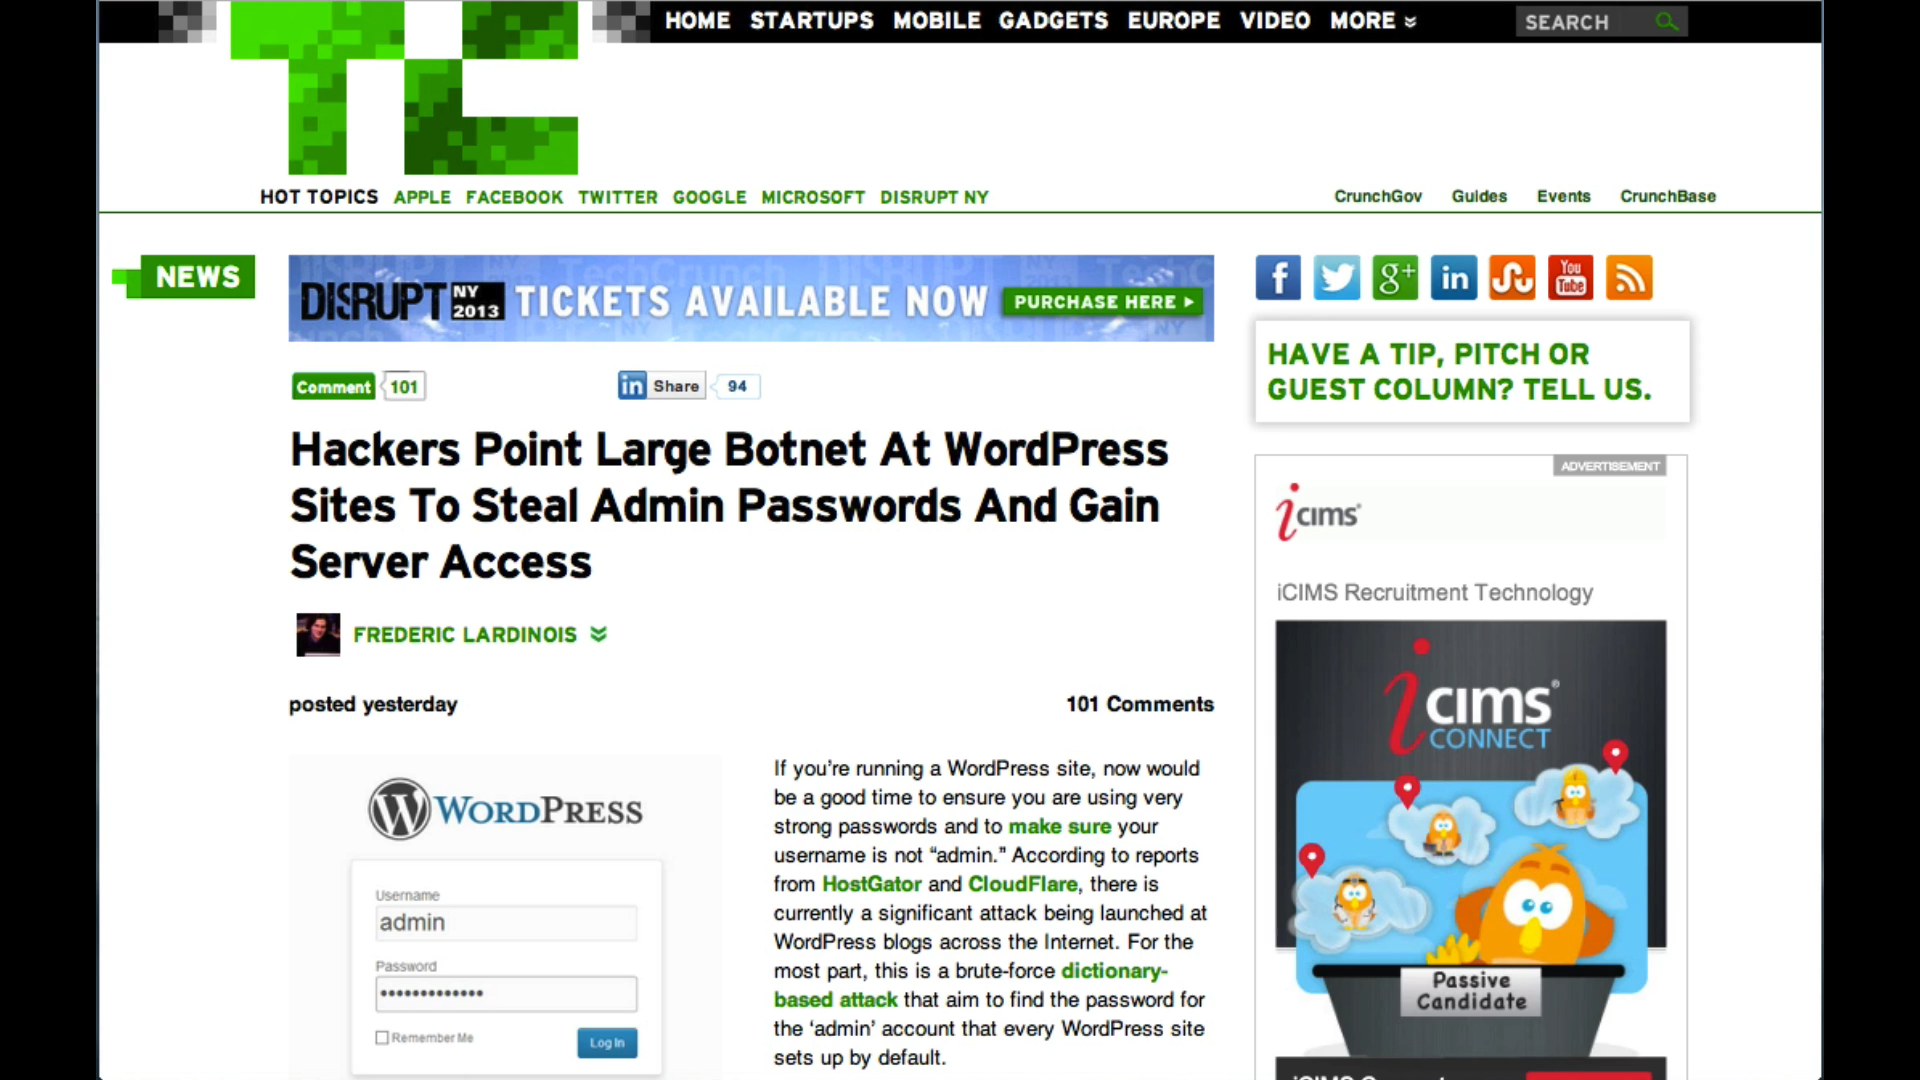 HOME STARTUPS MOBILE GADGETS EUROPE VIDEO MORE
SEARCH
TC
HOT TOPICS APPLE FACEBOOK TWITTER GOOGLE MICROSOFT DISRUPT NY
CrunchGov Guides Events CrunchBase
NEWS
DISRUPT NY 2013 TICKETS AVAILABLE NOW PURCHASE HERE
f g+ in You Tube
HAVE A TIP, PITCH OR
GUEST COLUMN? TELL US.
Comment 101
in Share 94
Hackers Point Large Botnet At WordPress
Sites To Steal Admin Passwords And Gain
Server Access
FREDERIC LARDINOIS
posted yesterday
101 Comments
WORDPRESS
Username
admin
Password
Remember Me
Log In
If you’re running a WordPress site, now would
be a good time to ensure you are using very
strong passwords and to make sure your
username is not “admin.” According to reports
from HostGator and CloudFlare, there is
currently a significant attack being launched at
WordPress blogs across the Internet. For the
most part, this is a brute-force dictionary-
based attack that aim to find the password for
the ‘admin’ account that every WordPress site
sets up by default.
ADVERTISEMENT
icims®
iCIMS Recruitment Technology
icims®
CONNECT
Passive
Candidate